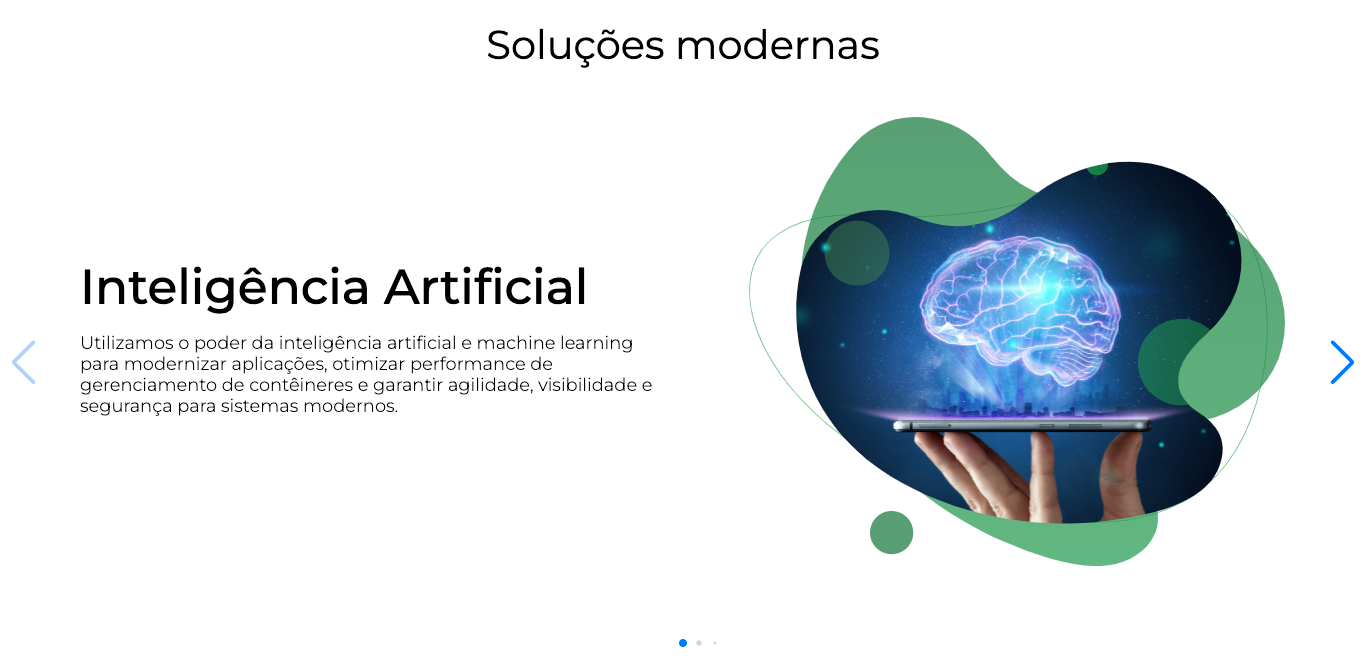 Soluções modernas
Inteligência Artificial
Utilizamos o poder da inteligência artificial e machine learning
para modernizar aplicações, otimizar performance de
gerenciamento de contêineres e garantir agilidade, visibilidade e
segurança para sistemas modernos.